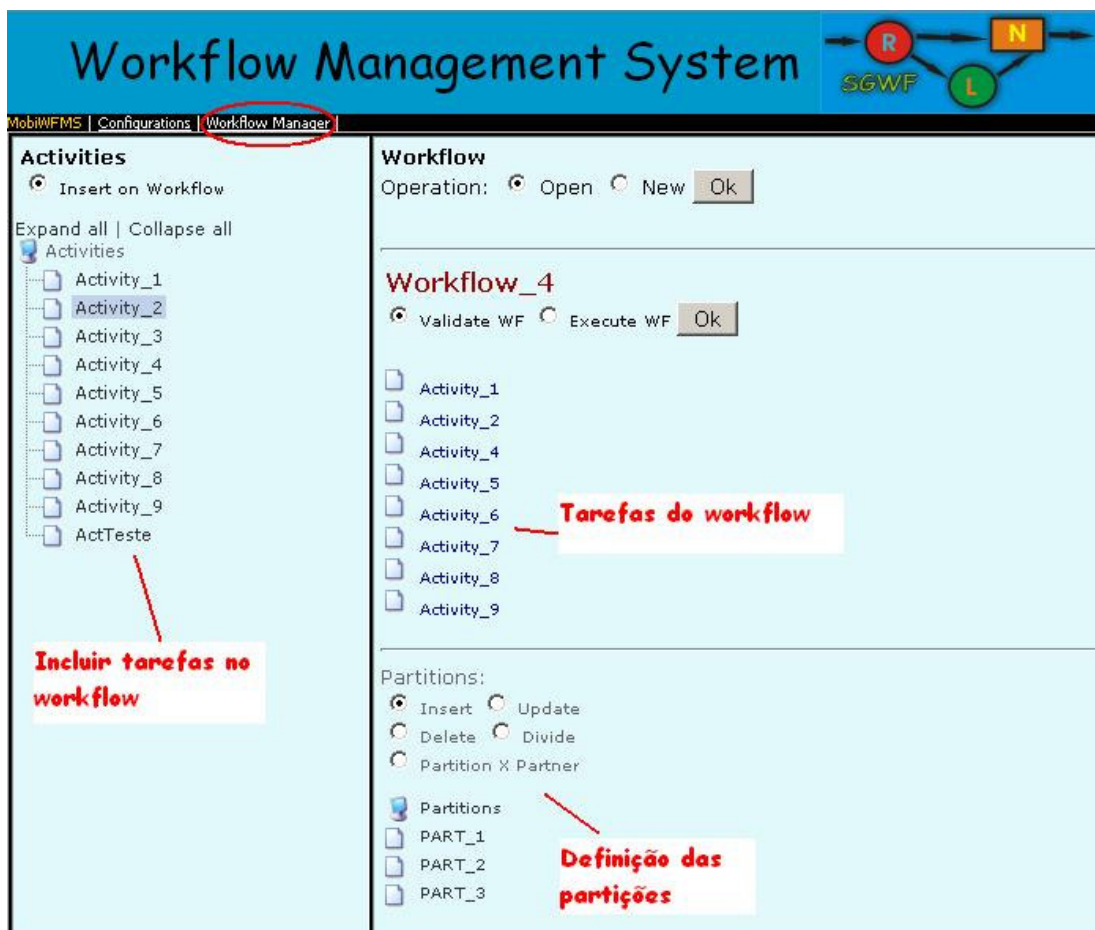 Workflow Management System
R
N
L
SGWF
MobiWFMS | Configurations | Workflow Manager |
Activities
Insert on Workflow
Expand all | Collapse all
Activities
Activity_1
Activity_2
Activity_3
Activity_4
Activity_5
Activity_6
Activity_7
Activity_8
Activity_9
ActTeste
Incluir tarefas no
workflow
Workflow
Operation: Open New Ok
Workflow_4
Validate WF Execute WF Ok
Activity_1
Activity_2
Activity_4
Activity_5
Activity_6
Activity_7
Activity_8
Activity_9
Tarefas do workflow
Partitions:
Insert Update
Delete Divide
Partition X Partner
Partitions
PART_1
PART_2
PART_3
Definição das
partições